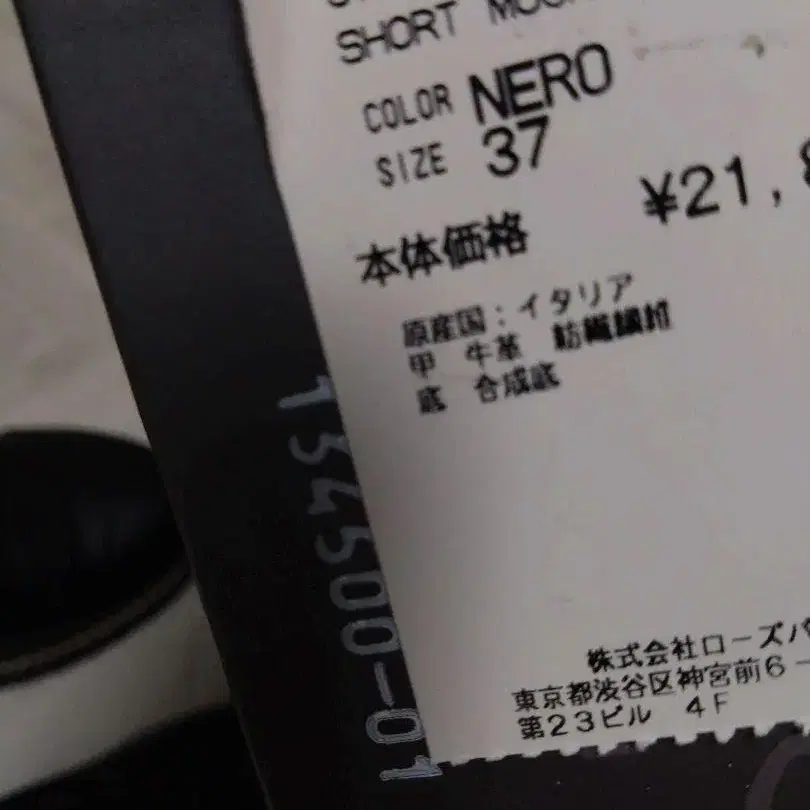 SHORT
COLOR NERO
SIZE 37
¥21,8
本体価格
原産国:イタリア
甲 牛革
底 合成底
134500-01
株式会社ローズバ
東京都渋谷区神宮前6-
第23ビル 4F